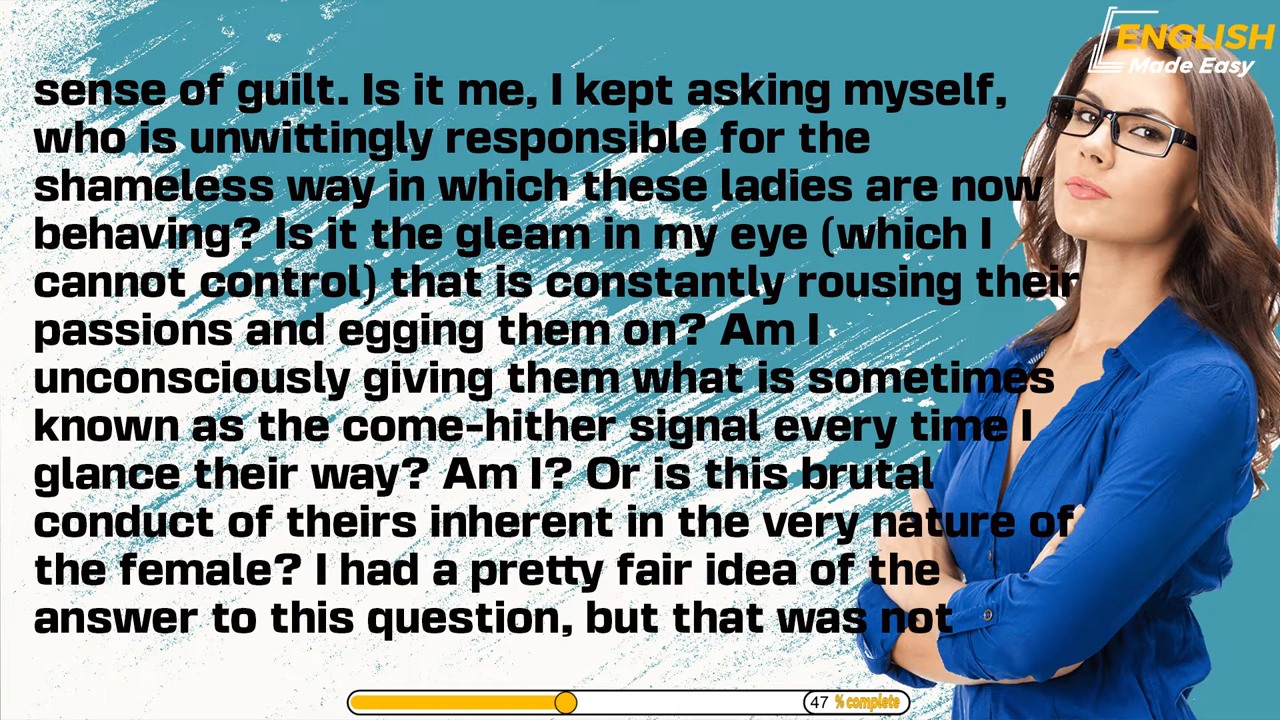 ENGLISH
Made Easy
sense of guilt. Is it me, I kept asking myself,
who is unwittingly responsible for the
shameless way in which these ladies are now
behaving? Is it the gleam in my eye (which I
cannot control) that is constantly rousing their
passions and egging them on? Am I
unconsciously giving them what is sometimes
known as the come-hither signal every time I
glance their way? Am I? Or is this brutal
conduct of theirs inherent in the very nature of
the female? I had a pretty fair idea of the
answer to this question, but that was not
47 % complete